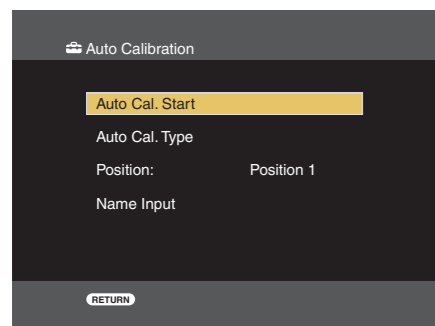 Auto Calibration
Auto Cal. Start
Auto Cal. Type
Position: Position 1
Name Input
RETURN